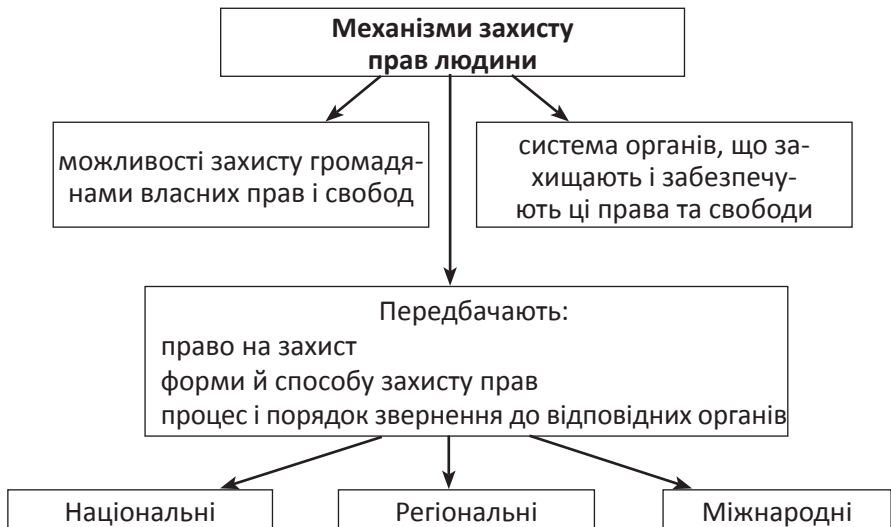 Механізми захисту
прав людини
можливості захисту громадя-
нами власних прав і свобод
система органів, що за-
хищають і забезпечу-
ють ці права та свободи
Передбачають:
право на захист
форми й способу захисту прав
процес і порядок звернення до відповідних органів
Національні
Регіональні
Міжнародні